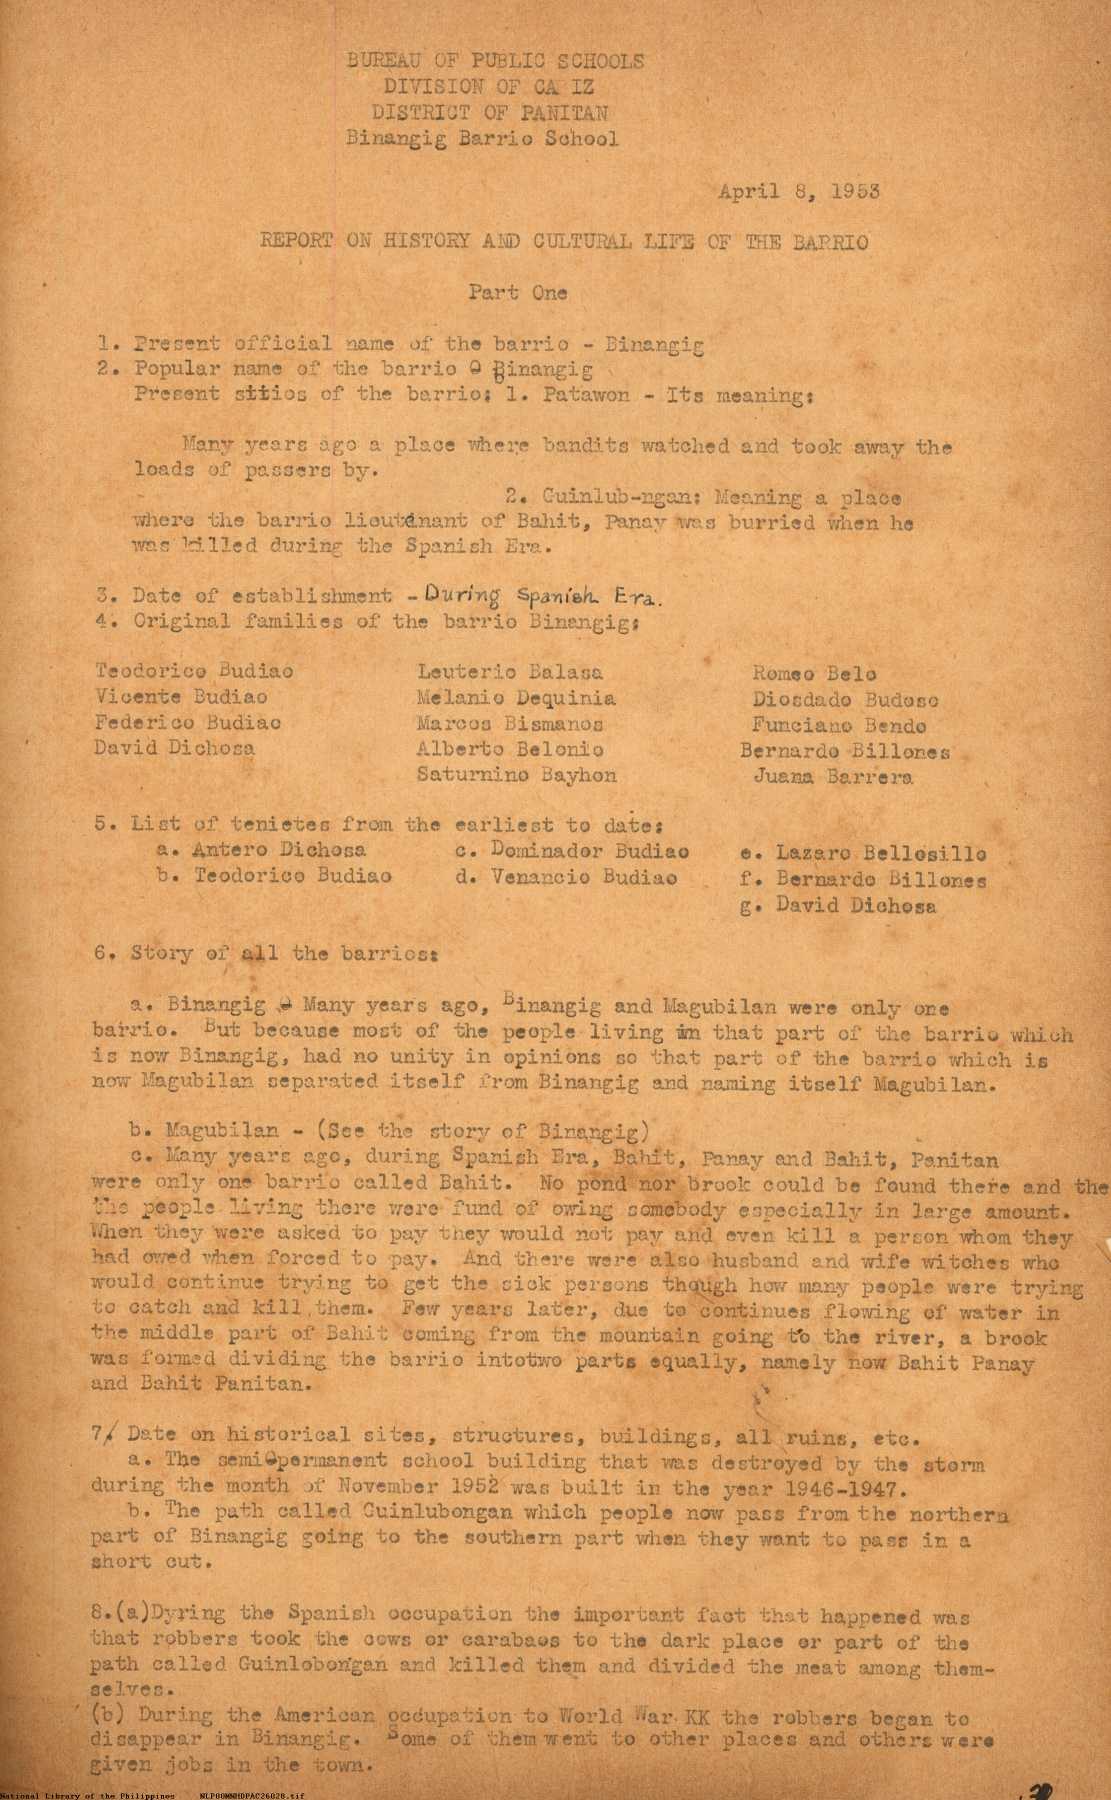 BUREAU OF PUBLIC SCHOOLS
DIVISION OF CA IZ
DISTRICT OF PANITAN
Binangig Barrio School
April 8, 1953
REPORT ON HISTORY AND CULTURAL LIFE OF THE BARRIO
Part One
1. Present official name of the barrio - Binangig
2. Popular name of the barrio - Binangig
Present sitios of the barrio: 1. Patawon - Its meaning:
Many years ago a place where bandits watched and took away the
loads of passers by.
2. Guinlub-ngan: Meaning a place
where the barrio lieutenant of Bahit, Panay was burried when he
was killed during the Spanish Era.
3. Date of establishment - During Spanish Era.
4. Original families of the barrio Binangig:
Teodorico Budiao Leuterio Balasa Romeo Belo
Vicente Budiao Melanio Dequinia Diosdado Budoso
Federico Budiao Marcos Bismanos Funciano Bendo
David Dichosa Alberto Belonio Bernardo Billones
Saturnino Bayhon Juana Barrera
5. List of tenietes from the earliest to date:
a. Antero Dichosa c. Dominador Budiao e. Lazaro Bellosillo
b. Teodorico Budiao d. Venancio Budiao f. Bernardo Billones
g. David Dichosa
6. Story of all the barrios:
a. Binangig - Many years ago, Binangig and Magubilan were only one
barrio. But because most of the people living in that part of the barrio which
is now Binangig, had no unity in opinions so that part of the barrio which is
now Magubilan separated itself from Binangig and naming itself Magubilan.
b. Magubilan - (See the story of Binangig)
c. Many years ago, during Spanish Era, Bahit, Panay and Bahit, Panitan
were only one barrio called Bahit. No pond nor brook could be found there and the
the people living there were fund of owing somebody especially in large amount.
When they were asked to pay they would not pay and even kill a person whom they
had owed when forced to pay. And there were also husband and wife witches who
would continue trying to get the sick persons though how many people were trying
to catch and kill them. Few years later, due to continues flowing of water in
the middle part of Bahit coming from the mountain going to the river, a brook
was formed dividing the barrio intotwo parts equally, namely now Bahit Panay
and Bahit Panitan.
7. Date on historical sites, structures, buildings, all ruins, etc.
a. The semi-permanent school building that was destroyed by the storm
during the month of November 1952 was built in the year 1946-1947.
b. The path called Guinlubongan which people now pass from the northern
part of Binangig going to the southern part when they want to pass in a
short cut.
8.(a)Dyring the Spanish occupation the important fact that happened was
that robbers took the cows or carabaos to the dark place or part of the
path called Guinlobongan and killed them and divided the meat among them-
selves.
(b) During the American occupation to World War KK the robbers began to
disappear in Binangig. Some of them went to other places and others were
given jobs in the town.
National Library of the Philippines NLP00MNHDPAC26028.tif